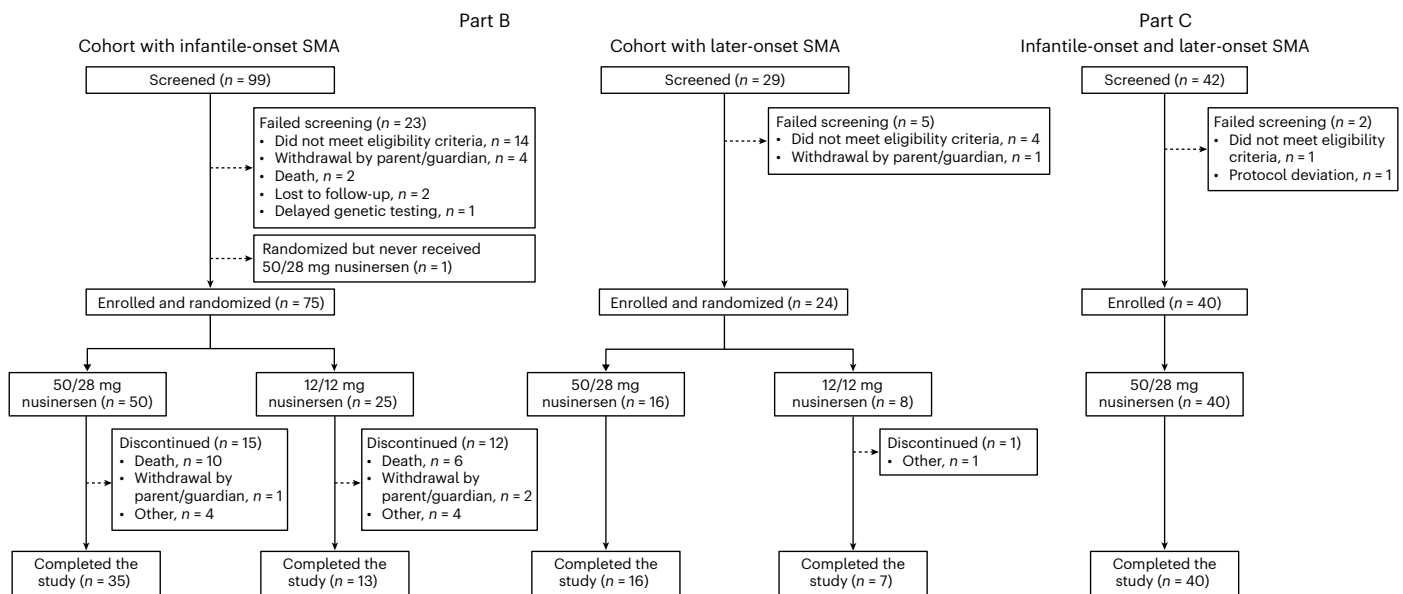 Part B
Cohort with infantile-onset SMA
Screened (n = 99)
Failed screening (n = 23)
• Did not meet eligibility criteria, n = 14
• Withdrawal by parent/guardian, n = 4
• Death, n = 2
• Lost to follow-up, n = 2
• Delayed genetic testing, n = 1
Randomized but never received
50/28 mg nusinersen (n = 1)
Enrolled and randomized (n = 75)
50/28 mg
nusinersen (n = 50)
Discontinued (n = 15)
• Death, n = 10
• Withdrawal by
parent/guardian, n = 1
• Other, n = 4
Completed the
study (n = 35)
12/12 mg
nusinersen (n = 25)
Discontinued (n = 12)
• Death, n = 6
• Withdrawal by
parent/guardian, n = 2
• Other, n = 4
Completed the
study (n = 13)
Cohort with later-onset SMA
Screened (n = 29)
Failed screening (n = 5)
• Did not meet eligibility criteria, n = 4
• Withdrawal by parent/guardian, n = 1
Enrolled and randomized (n = 24)
50/28 mg
nusinersen (n = 16)
Completed the
study (n = 16)
12/12 mg
nusinersen (n = 8)
Discontinued (n = 1)
• Other, n = 1
Completed the
study (n = 7)
Part C
Infantile-onset and later-onset SMA
Screened (n = 42)
Failed screening (n = 2)
• Did not meet eligibility
criteria, n = 1
• Protocol deviation, n = 1
Enrolled (n = 40)
50/28 mg
nusinersen (n = 40)
Completed the
study (n = 40)